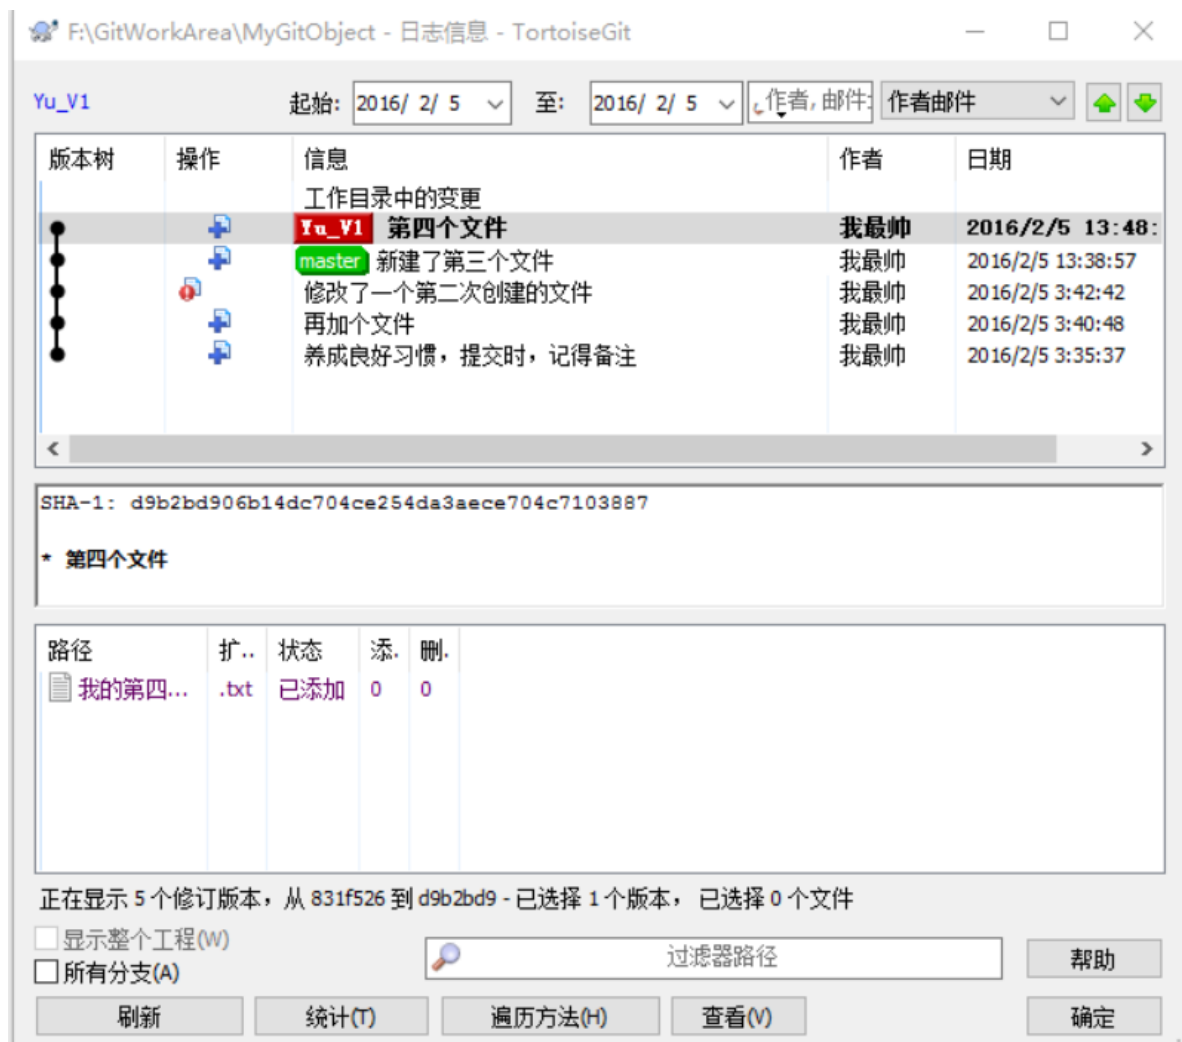 F:\GitWorkArea\MyGitObject - 日志信息 - TortoiseGit
Yu_V1 起始: 2016/ 2/ 5 至: 2016/ 2/ 5 作者, 邮件 作者邮件
版本树 操作 信息 作者 日期
工作目录中的变更
Yu_V1 第四个文件 我最帅 2016/2/5 13:48:
master 新建了第三个文件 我最帅 2016/2/5 13:38:57
修改了一个第二次创建的文件 我最帅 2016/2/5 3:42:42
再加个文件 我最帅 2016/2/5 3:40:48
养成良好习惯，提交时，记得备注 我最帅 2016/2/5 3:35:37
SHA-1: d9b2bd906b14dc704ce254da3aece704c7103887
* 第四个文件
路径 扩.. 状态 添. 删.
我的第四... .txt 已添加 0 0
正在显示 5 个修订版本，从 831f526 到 d9b2bd9 - 已选择 1 个版本， 已选择 0 个文件
显示整个工程(W)
过滤器路径 帮助
所有分支(A)
刷新 统计(T) 遍历方法(H) 查看(V) 确定